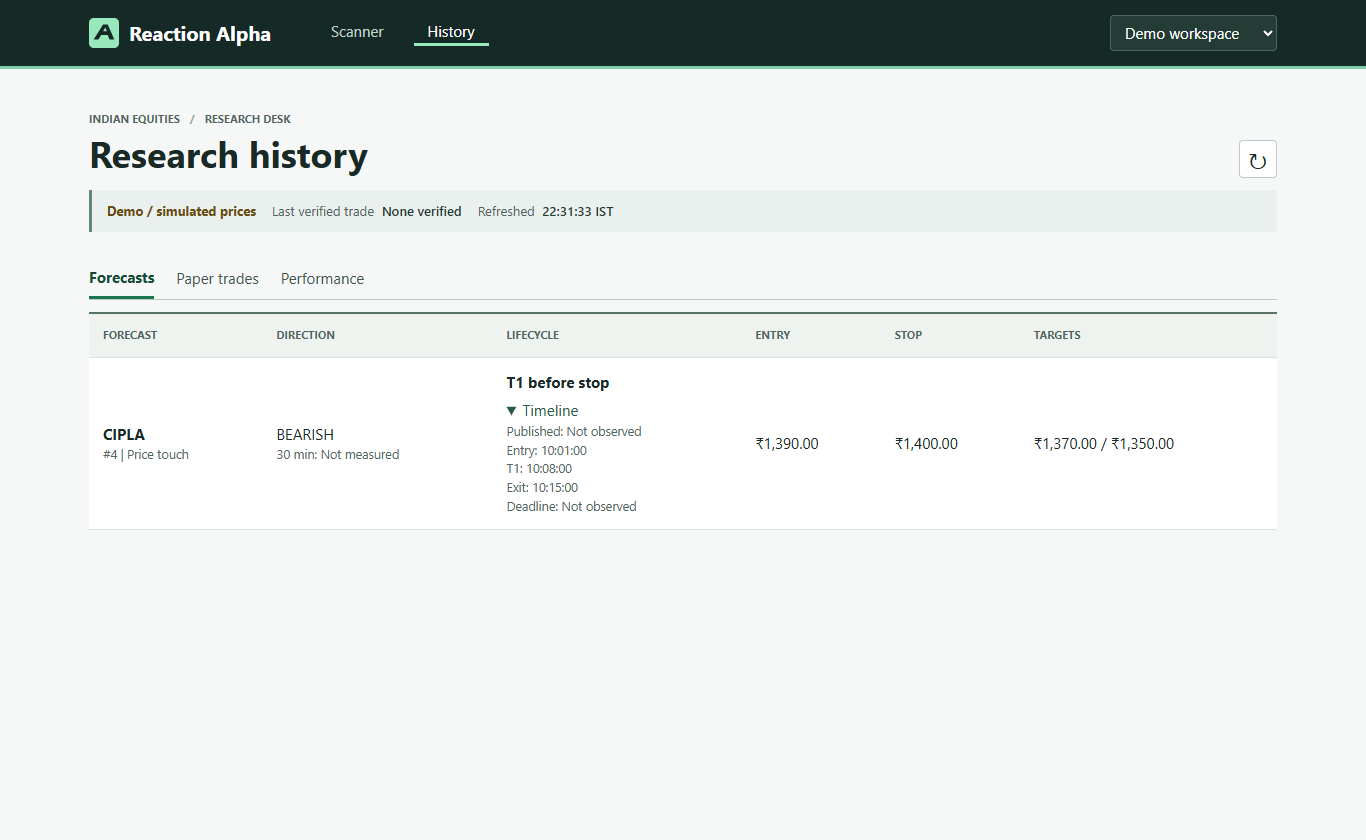 A Reaction Alpha Scanner History Demo workspace
INDIAN EQUITIES / RESEARCH DESK
Research history
Demo / simulated prices Last verified trade None verified Refreshed 22:31:33 IST
Forecasts Paper trades Performance
FORECAST DIRECTION LIFECYCLE ENTRY STOP TARGETS
CIPLA
#4 | Price touch
BEARISH
30 min: Not measured
T1 before stop
▼ Timeline
Published: Not observed
Entry: 10:01:00
T1: 10:08:00
Exit: 10:15:00
Deadline: Not observed
₹1,390.00
₹1,400.00
₹1,370.00 / ₹1,350.00